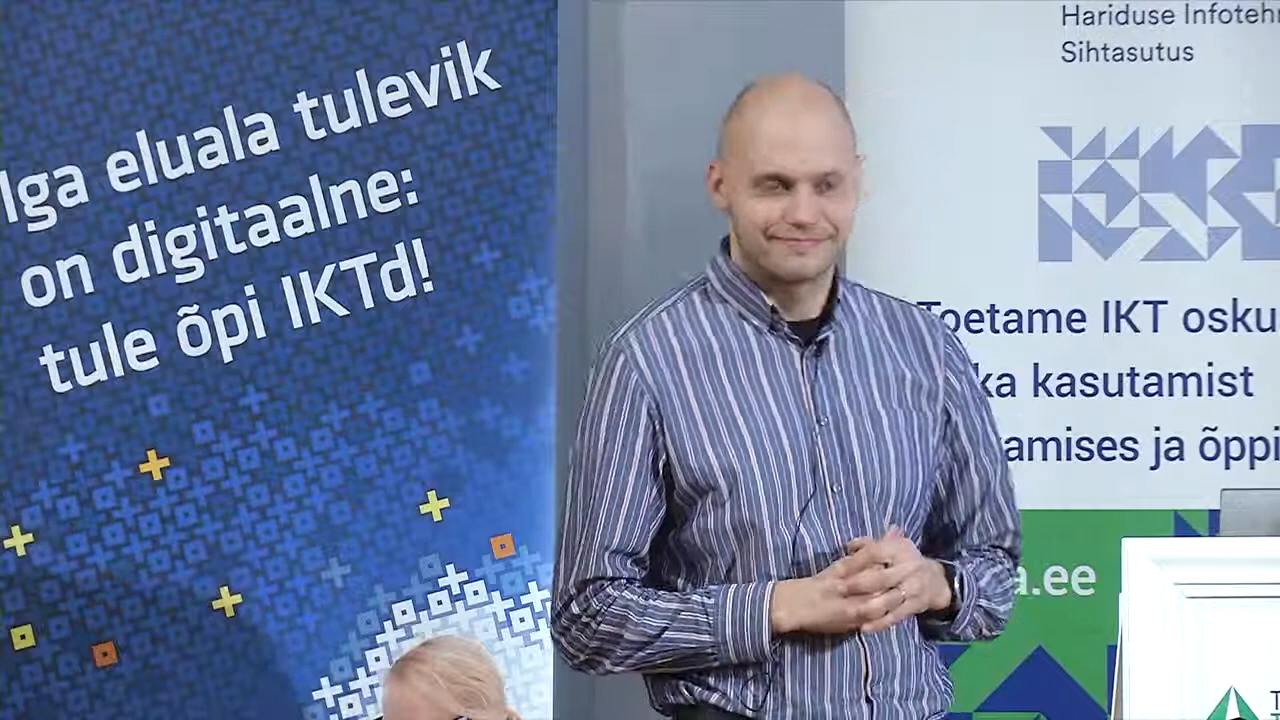 lga eluala tulevik
on digitaalne:
tule õpi IKTd!
Hariduse Infotehn
Sihtasutus
Toetame IKT osku
ka kasutamist
amises ja õppi
a.ee